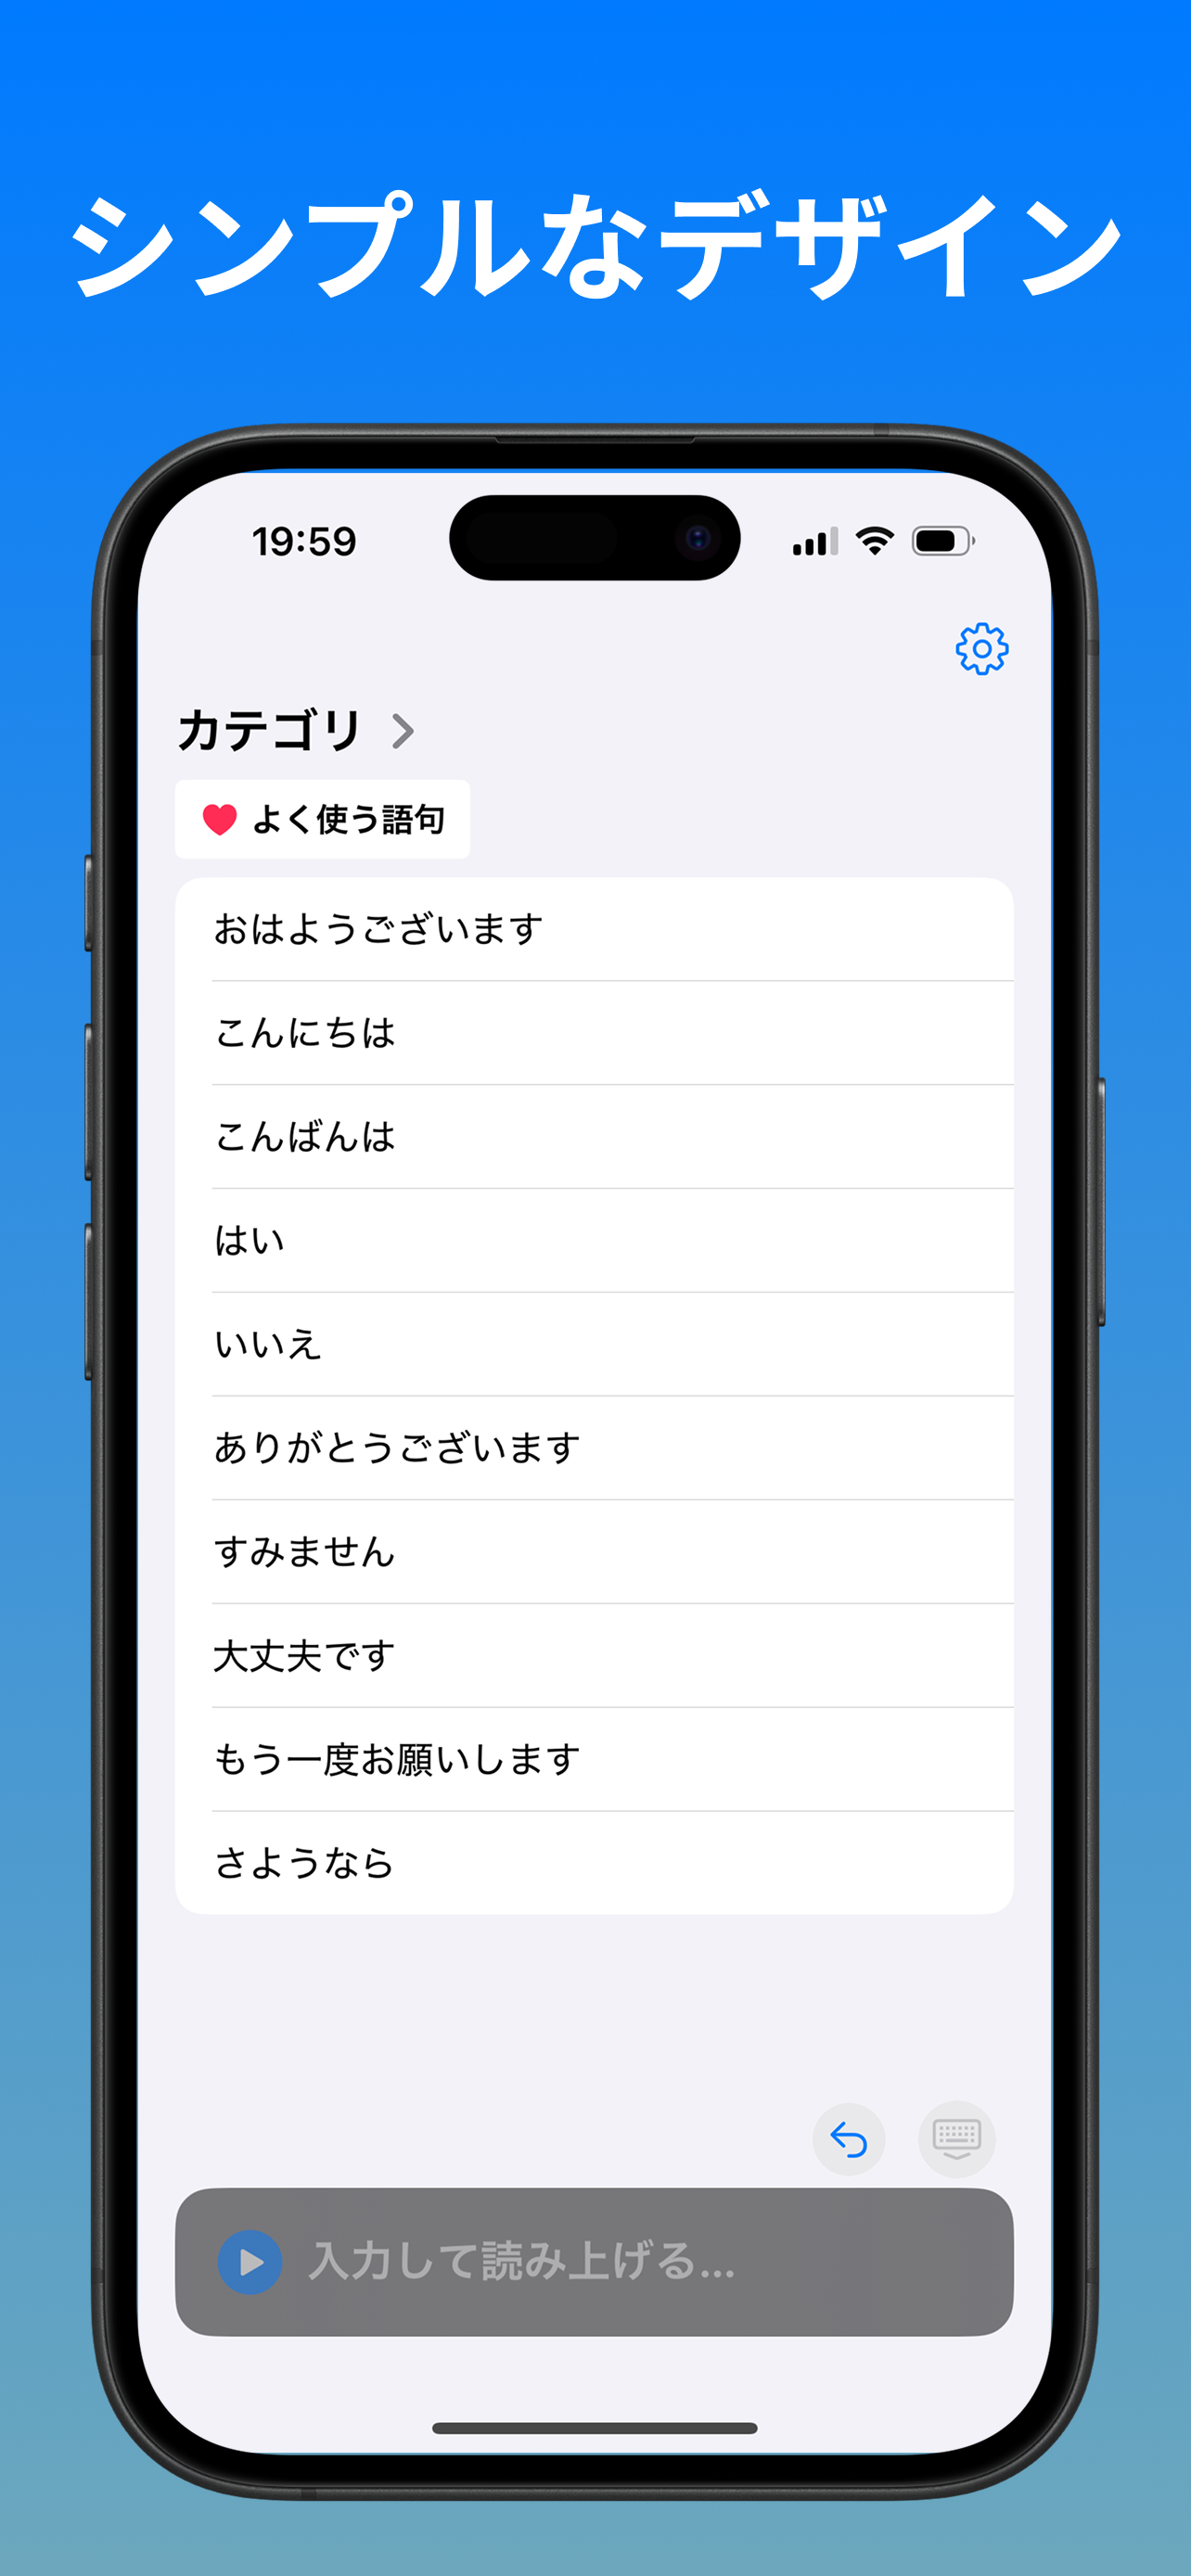 シンプルなデザイン
19:59
カテゴリ
よく使う語句
おはようございます
こんにちは
こんばんは
はい
いいえ
ありがとうございます
すみません
大丈夫です
もう一度お願いします
さようなら
入力して読み上げる...